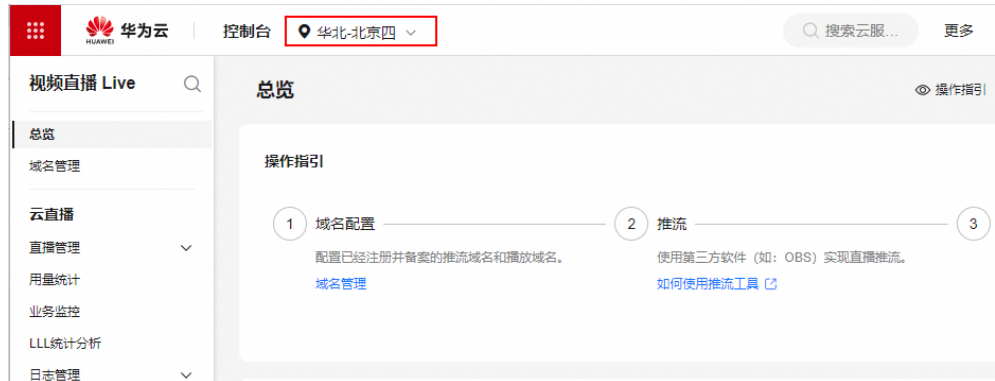 HUAWEI 华为云 控制台 华北-北京四 搜索云服... 更多
视频直播 Live
总览 操作指引
总览
域名管理
操作指引
云直播
1 域名配置 2 推流 3
直播管理
配置已经注册并备案的推流域名和播放域名。 使用第三方软件（如：OBS）实现直播推流。
用量统计
域名管理 如何使用推流工具
业务监控
LLL统计分析
日志管理